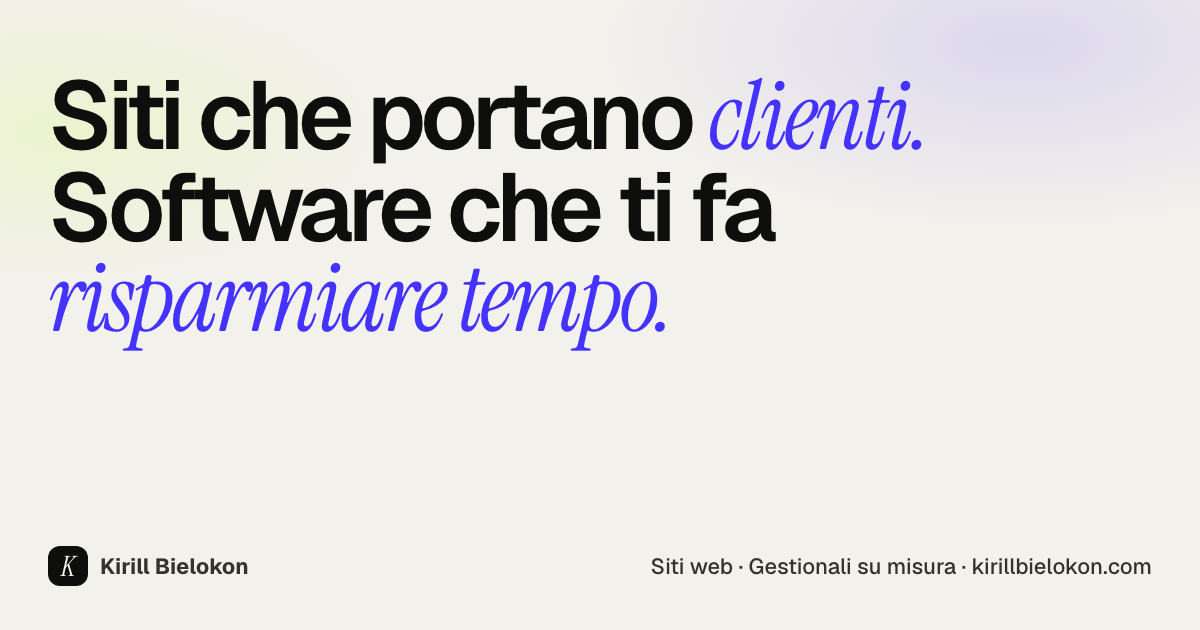 Siti che portano clienti.
Software che ti fa
risparmiare tempo.
K Kirill Bielokon
Siti web · Gestionali su misura · kirillbielokon.com